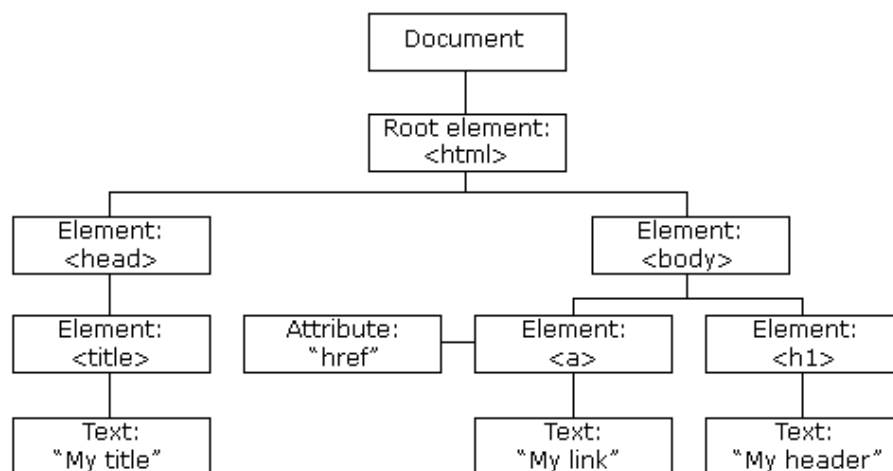 Document
Root element:
<html>
Element:
<head>
Element:
<body>
Element:
<title>
Attribute:
“href”
Element:
<a>
Element:
<h1>
Text:
“My title”
Text:
“My link”
Text:
“My header”